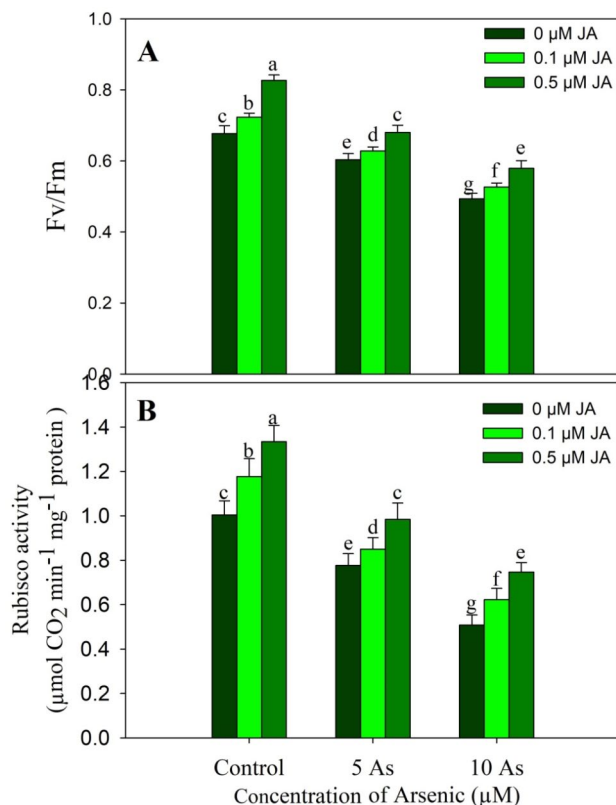 1.0
A
0 µM JA
0.1 µM JA
0.5 µM JA
a
0.8
b
c
c
d
e
e
0.6
f
g
Fv/Fm
0.4
0.2
0.0
1.6
B
0 µM JA
0.1 µM JA
0.5 µM JA
1.4
a
b
1.2
c
c
1.0
d
e
e
0.8
f
g
0.6
Rubisco activity
(µmol CO2 min-1 mg-1 protein )
0.4
0.2
0.0
Control 5 As 10 As
Concentration of Arsenic (µM)